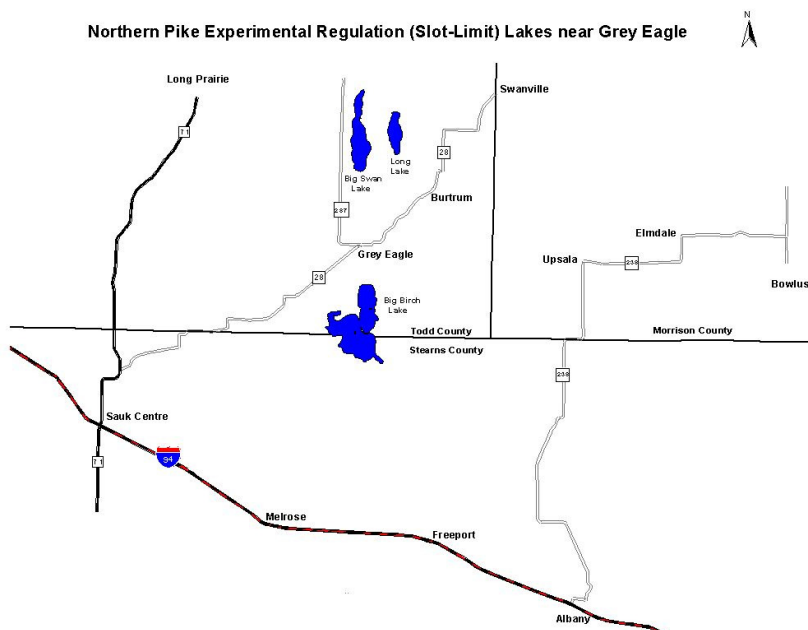 Northern Pike Experimental Regulation (Slot-Limit) Lakes near Grey Eagle
N
Long Prairie
Swanville
71
28
Long
Lake
Big Swan
Lake
Burtrum
287
Elmdale
Grey Eagle
Upsala
238
28
Bowlus
Big Birch
Lake
Todd County
Morrison County
Stearns County
238
Sauk Centre
94
71
Melrose
Freeport
Albany